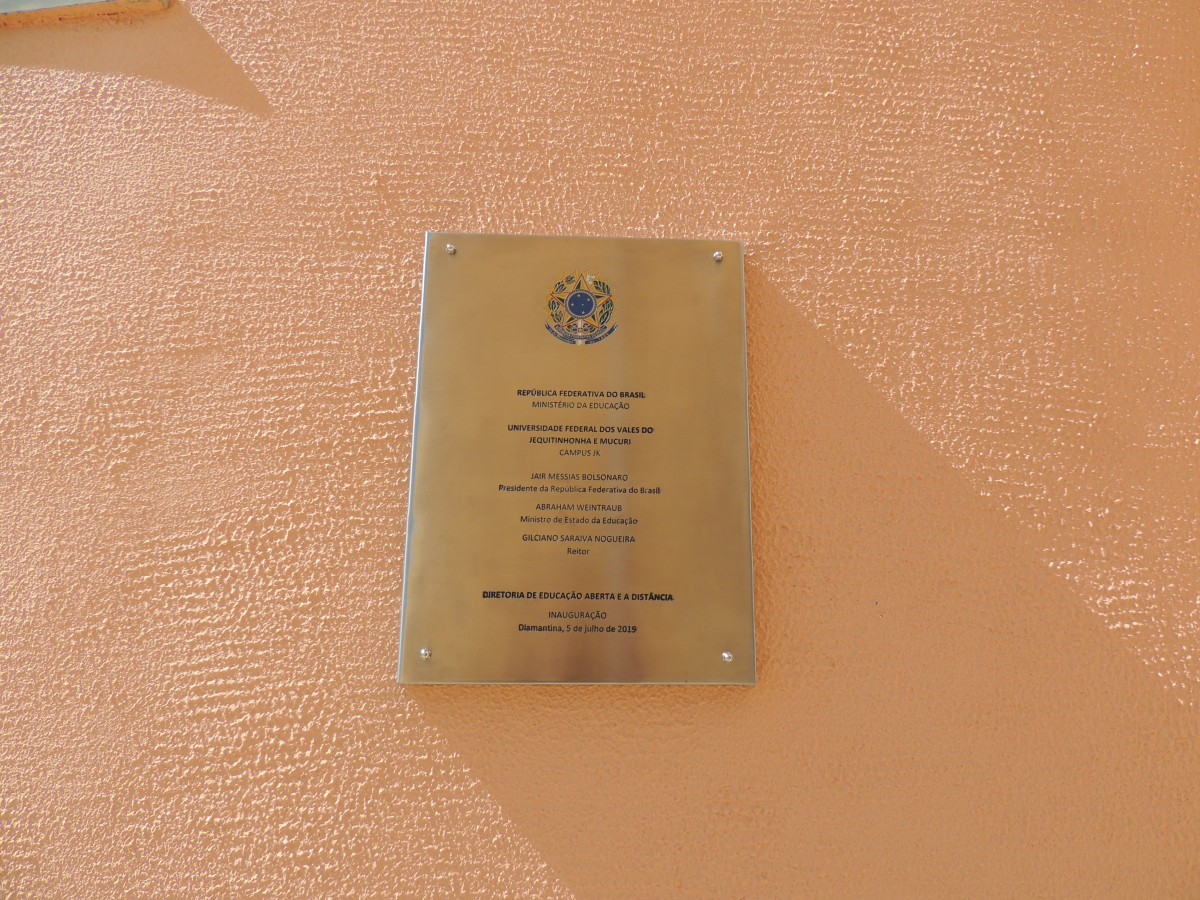 REPÚBLICA FEDERATIVA DO BRASIL
MINISTÉRIO DA EDUCAÇÃO
UNIVERSIDADE FEDERAL DOS VALES DO
JEQUITINHONHA E MUCURI
CAMPUS JK
JAIR MESSIAS BOLSONARO
Presidente da República Federativa do Brasil
ABRAHAM WEINTRAUB
Ministro de Estado da Educação
GILCIANO SARAIVA NOGUEIRA
Reitor
DIRETORIA DE EDUCAÇÃO ABERTA E A DISTÂNCIA
INAUGURAÇÃO
Diamantina, 5 de julho de 2019